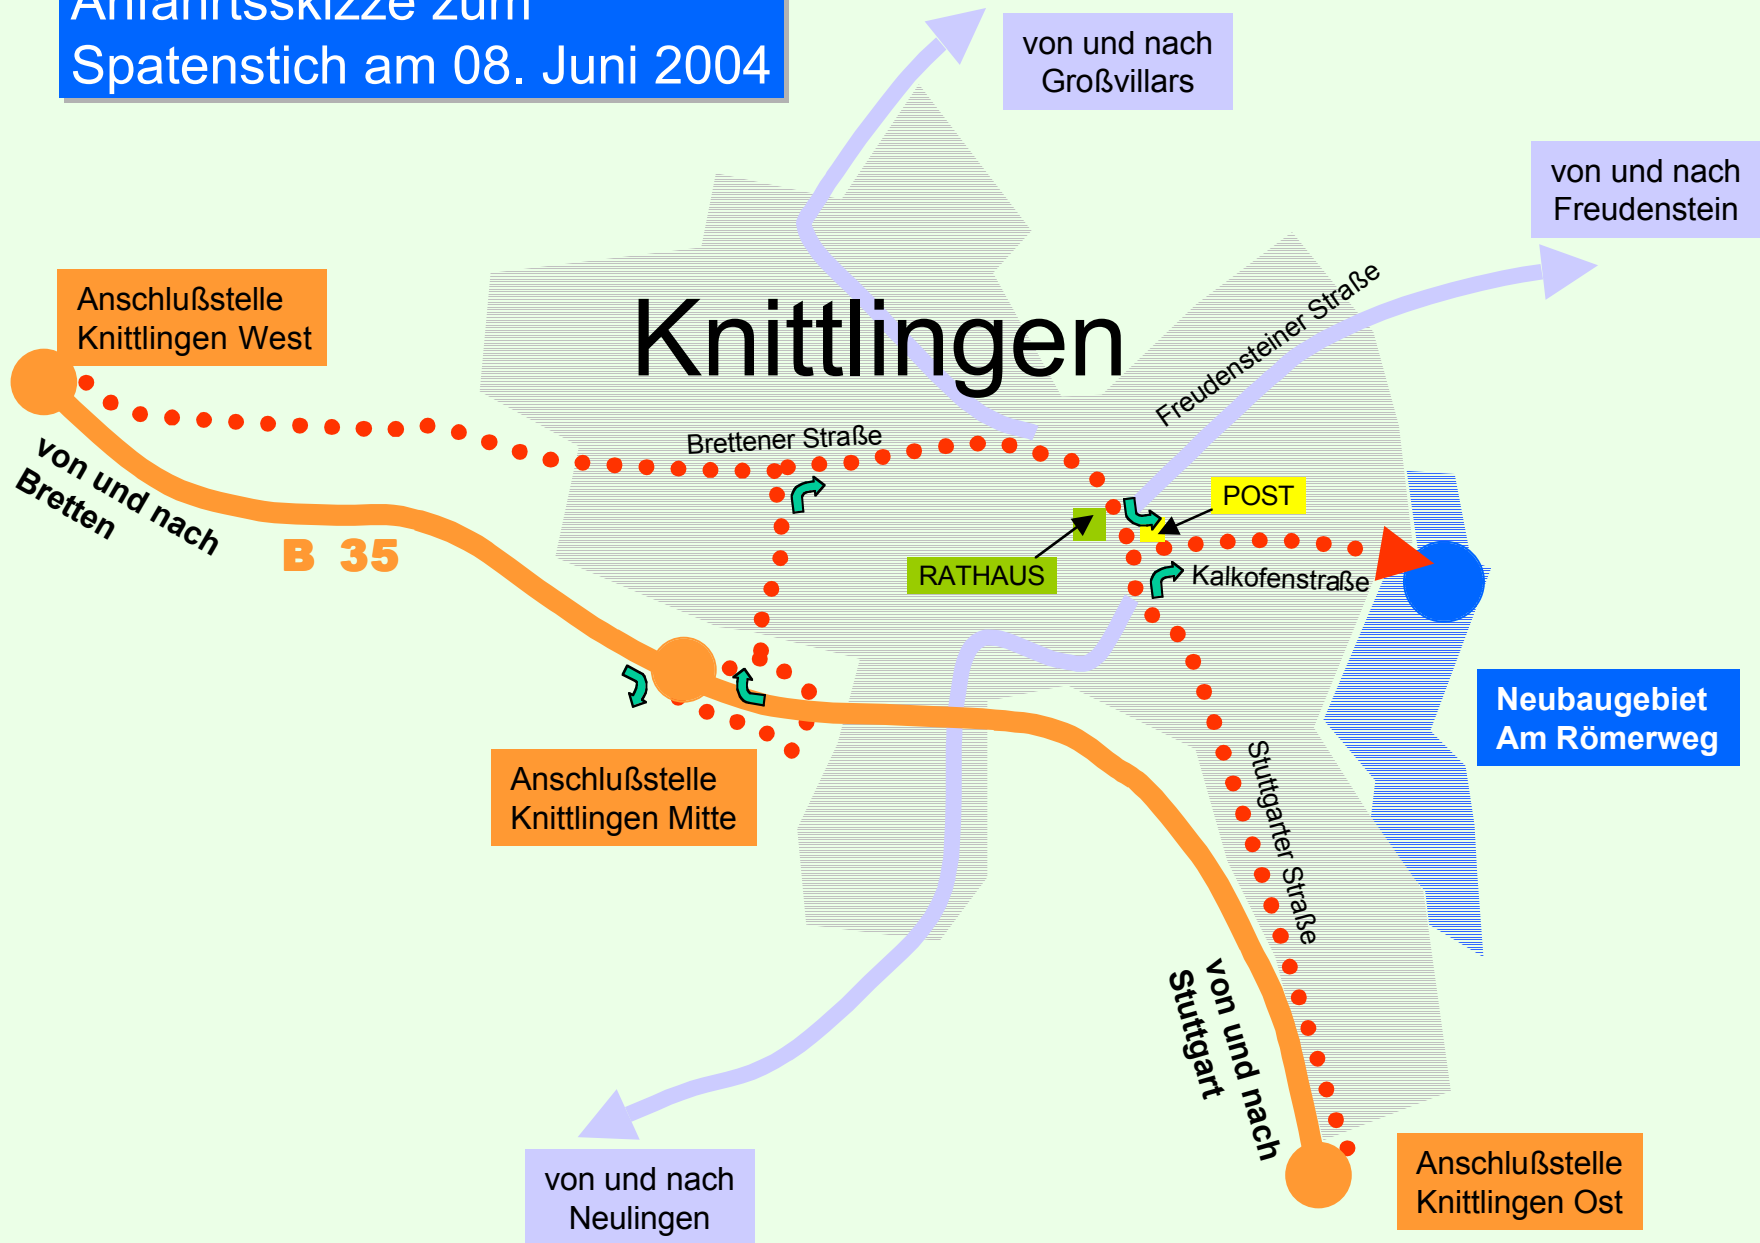 Anfahrtsskizze zum
Spatenstich am 08. Juni 2004
von und nach
Großvillars
von und nach
Freudenstein
Anschlußstelle
Knittlingen West
Knittlingen
Freudensteiner Straße
Brettener Straße
von und nach
Bretten
B 35
POST
RATHAUS
Kalkofenstraße
Neubaugebiet
Am Römerweg
Anschlußstelle
Knittlingen Mitte
Stuttgarter Straße
von und nach
Stuttgart
von und nach
Neulingen
Anschlußstelle
Knittlingen Ost